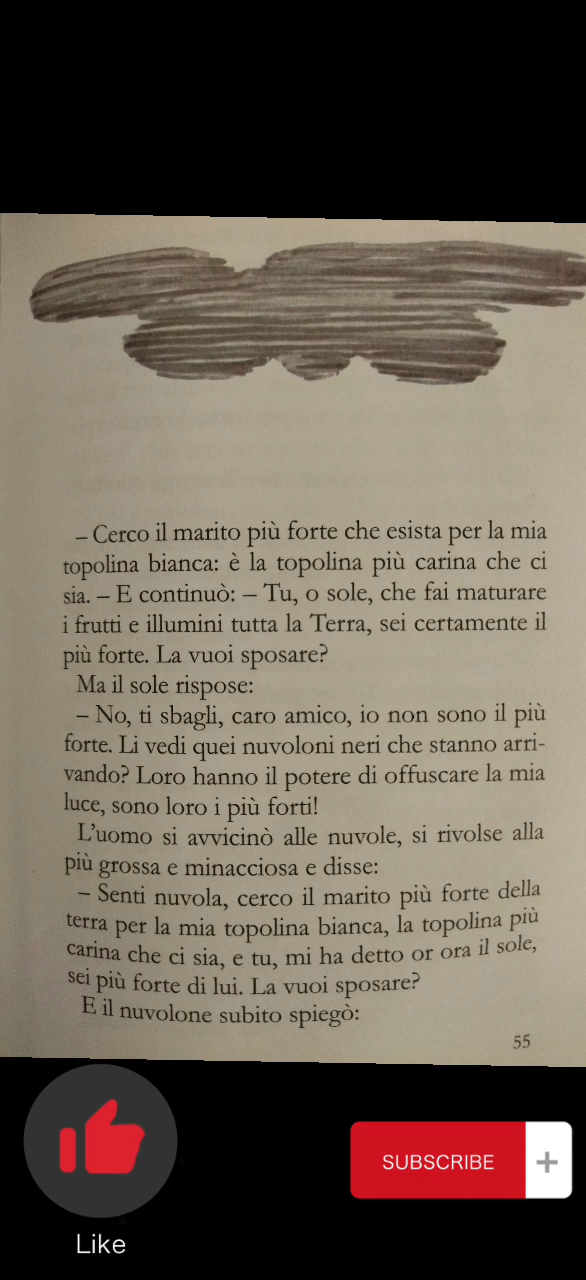 – Cerco il marito più forte che esista per la mia
topolina bianca: è la topolina più carina che ci
sia. – E continuò: – Tu, o sole, che fai maturare
i frutti e illumini tutta la Terra, sei certamente il
più forte. La vuoi sposare?
Ma il sole rispose:
– No, ti sbagli, caro amico, io non sono il più
forte. Li vedi quei nuvoloni neri che stanno arri-
vando? Loro hanno il potere di offuscare la mia
luce, sono loro i più forti!
L'uomo si avvicinò alle nuvole, si rivolse alla
più grossa e minacciosa e disse:
– Senti nuvola, cerco il marito più forte della
terra per la mia topolina bianca, la topolina più
carina che ci sia, e tu, mi ha detto or ora il sole,
sei più forte di lui. La vuoi sposare?
E il nuvolone subito spiegò:
55
Like
SUBSCRIBE +